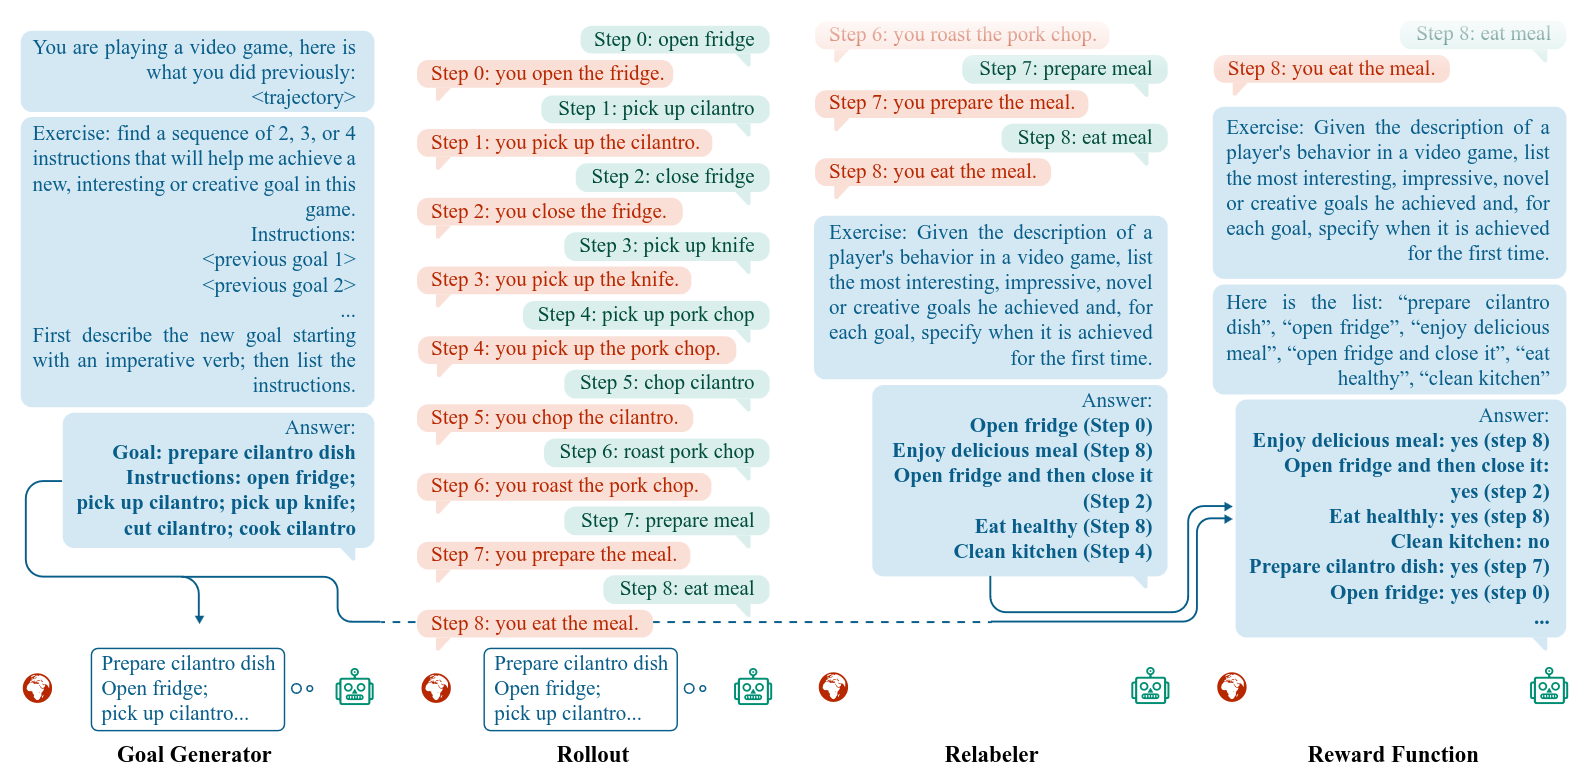 You are playing a video game, here is
what you did previously:
<trajectory>
Exercise: find a sequence of 2, 3, or 4
instructions that will help me achieve a
new, interesting or creative goal in this
game.
Instructions:
<previous goal 1>
<previous goal 2>
...
First describe the new goal starting
with an imperative verb; then list the
instructions.
Answer:
Goal: prepare cilantro dish
Instructions: open fridge;
pick up cilantro; pick up knife;
cut cilantro; cook cilantro
Prepare cilantro dish
Open fridge;
pick up cilantro...
Goal Generator
Step 0: open fridge
Step 0: you open the fridge.
Step 1: pick up cilantro
Step 1: you pick up the cilantro.
Step 2: close fridge
Step 2: you close the fridge.
Step 3: pick up knife
Step 3: you pick up the knife.
Step 4: pick up pork chop
Step 4: you pick up the pork chop.
Step 5: chop cilantro
Step 5: you chop the cilantro.
Step 6: roast pork chop
Step 6: you roast the pork chop.
Step 7: prepare meal
Step 7: you prepare the meal.
Step 8: eat meal
Step 8: you eat the meal.
Prepare cilantro dish
Open fridge;
pick up cilantro...
Rollout
Step 6: you roast the pork chop.
Step 7: prepare meal
Step 7: you prepare the meal.
Step 8: eat meal
Step 8: you eat the meal.
Exercise: Given the description of a
player's behavior in a video game, list
the most interesting, impressive, novel
or creative goals he achieved and, for
each goal, specify when it is achieved
for the first time.
Answer:
Open fridge (Step 0)
Enjoy delicious meal (Step 8)
Open fridge and then close it
(Step 2)
Eat healthy (Step 8)
Clean kitchen (Step 4)
Relabeler
Step 8: eat meal
Step 8: you eat the meal.
Exercise: Given the description of a
player's behavior in a video game, list
the most interesting, impressive, novel
or creative goals he achieved and, for
each goal, specify when it is achieved
for the first time.
Here is the list: “prepare cilantro
dish”, “open fridge”, “enjoy delicious
meal”, “open fridge and close it”, “eat
healthy”, “clean kitchen”
Answer:
Enjoy delicious meal: yes (step 8)
Open fridge and then close it:
yes (step 2)
Eat healthly: yes (step 8)
Clean kitchen: no
Prepare cilantro dish: yes (step 7)
Open fridge: yes (step 0)
...
Reward Function